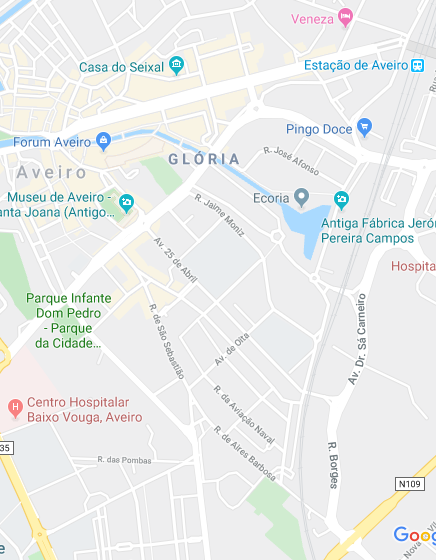 Veneza
Casa do Seixal
Estação de Aveiro
Pingo Doce
Forum Aveiro
GLÓRIA
R. José Afonso
Aveiro
Museu de Aveiro -
anta Joana (Antigo...
R. Jaime Moniz
Ecoria
Antiga Fábrica Jeró
Pereira Campos
Av. 25 de Abril
Hospita
Parque Infante
Dom Pedro
- Parque
da Cidade...
R. de São Sebastião
Av. de Oita
Av. Dr. Sá Carneiro
Centro Hospitalar
Baixo Vouga, Aveiro
H
R. da Aviação Naval
R. de Aires Barbosa
R. das Pombas
35
R. Borges
N109
Goog
e